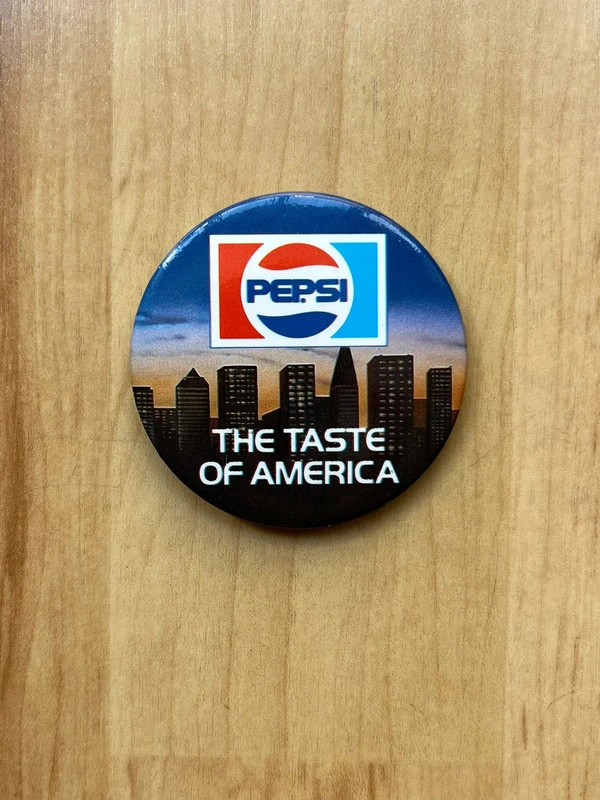 PEPSI
THE TASTE
OF AMERICA